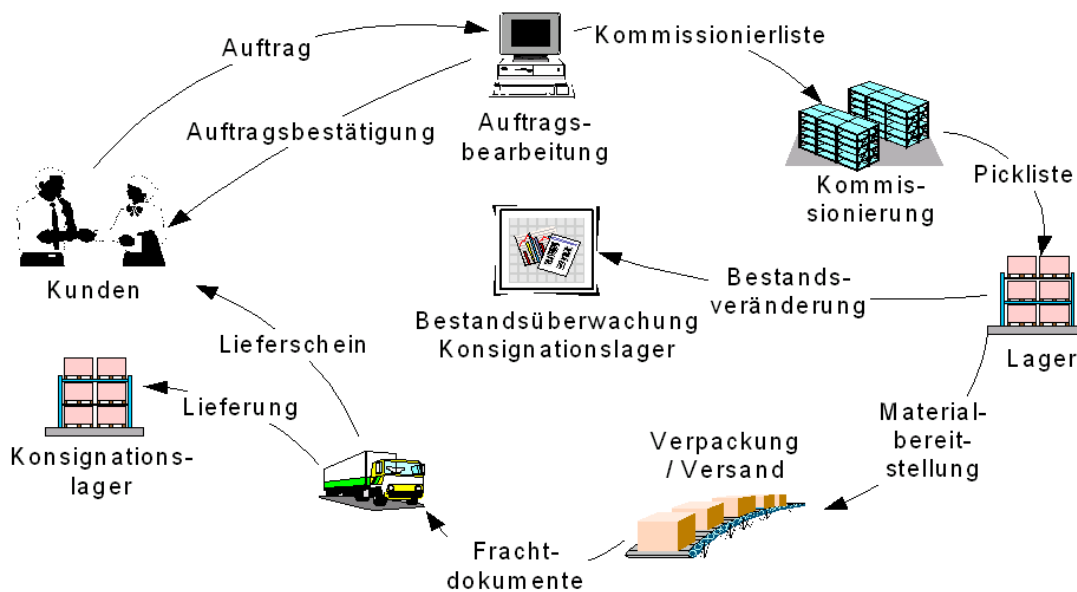 Auftrag
Kommissionierliste
Auftragsbestätigung
Auftrags-
bearbeitung
Kommis-
sionierung
Pickliste
Kunden
Bestands-
veränderung
Bestandsüberwachung
Konsignationslager
Lager
Lieferschein
Lieferung
Konsignations-
lager
Material-
bereit-
stellung
Verpackung
/ Versand
Fracht-
dokumente